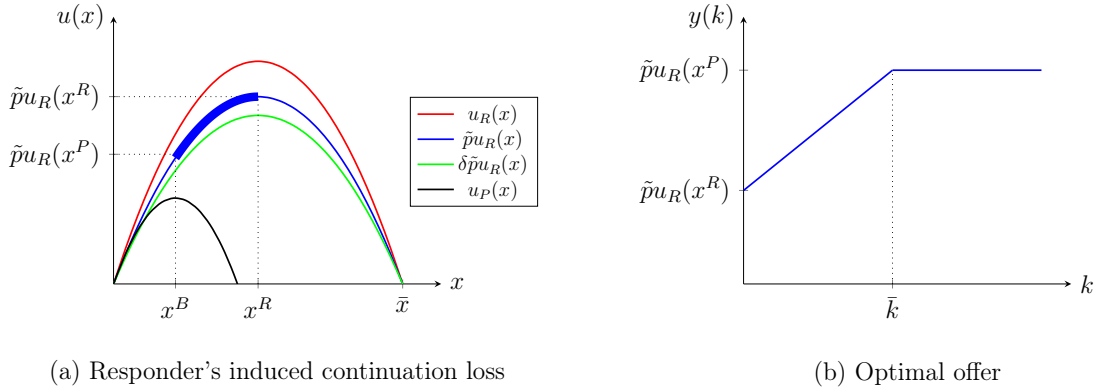 u(x)
p̃u_R(x^R)
p̃u_R(x^P)
u_R(x)
p̃u_R(x)
δp̃u_R(x)
u_P(x)
x^B
x^R
x̄
x
(a) Responder's induced continuation loss
y(k)
p̃u_R(x^P)
p̃u_R(x^R)
k̄
k
(b) Optimal offer